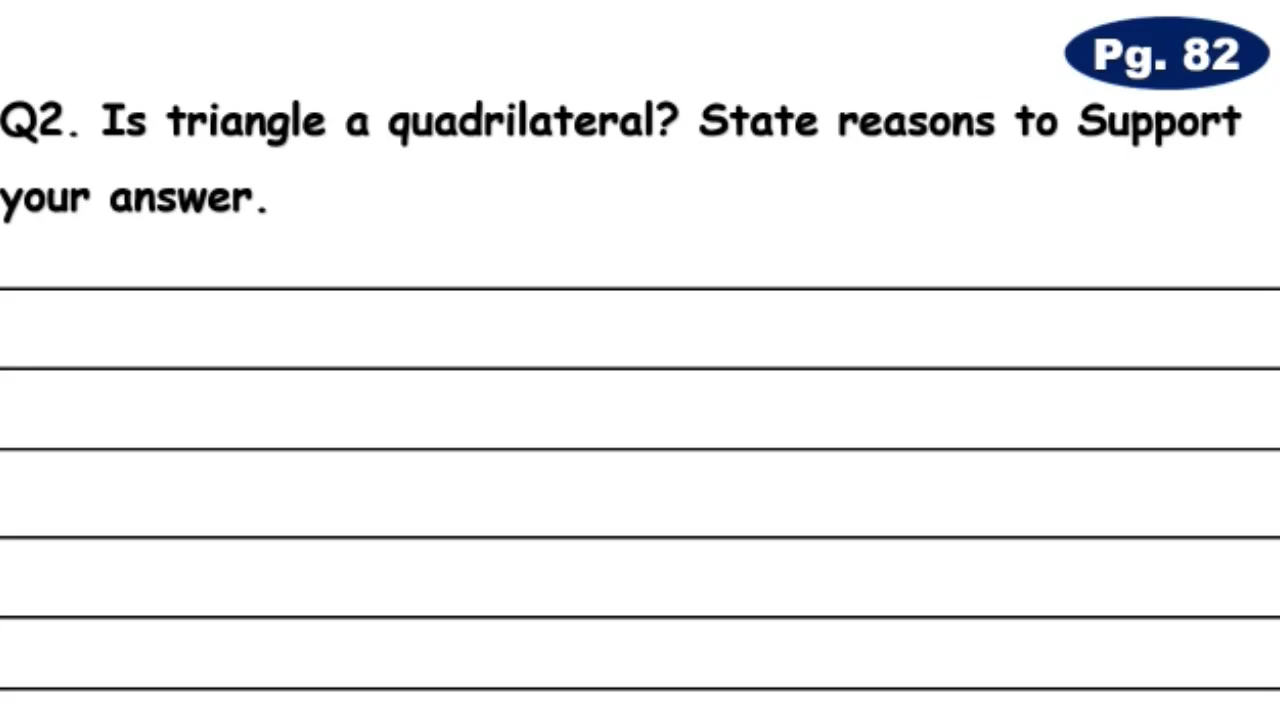 Pg. 82
Q2. Is triangle a quadrilateral? State reasons to Support
your answer.